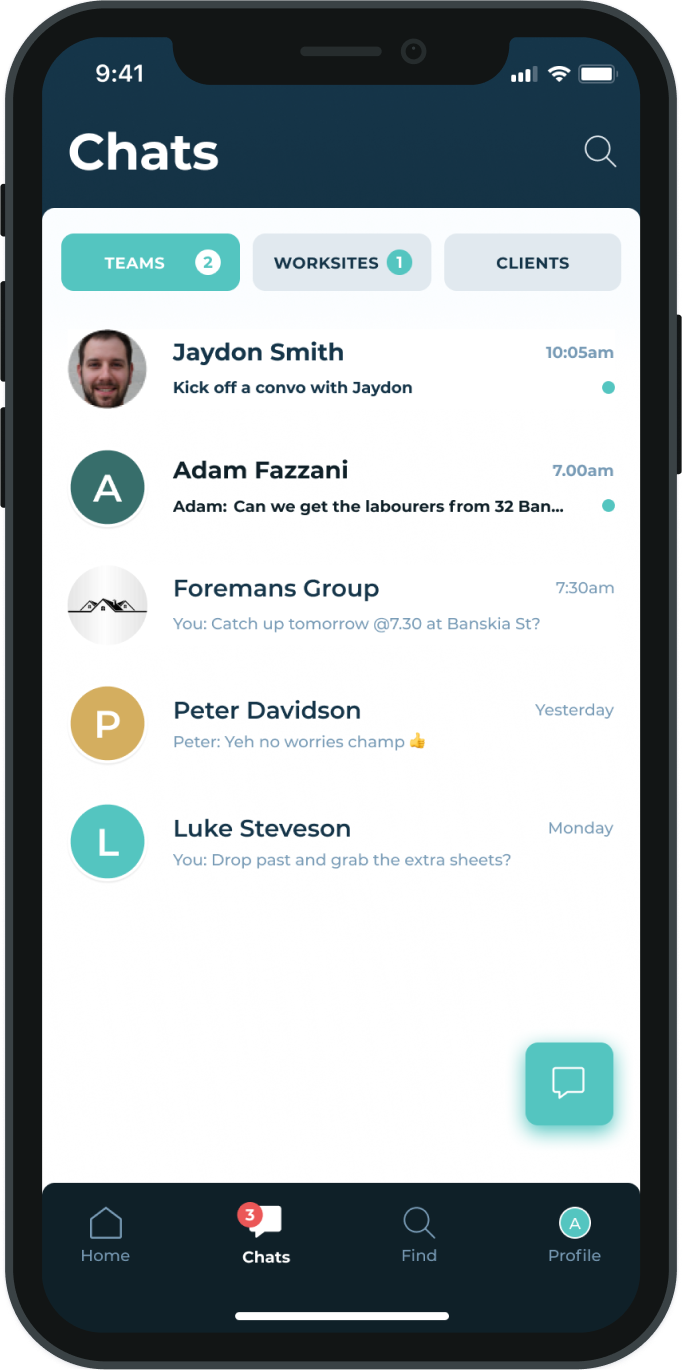 9:41
Chats
TEAMS 2 WORKSITES 1 CLIENTS
Jaydon Smith 10:05am
Kick off a convo with Jaydon
A Adam Fazzani 7.00am
Adam: Can we get the labourers from 32 Ban...
Foremans Group 7:30am
You: Catch up tomorrow @7.30 at Banskia St?
P Peter Davidson Yesterday
Peter: Yeh no worries champ 👍
L Luke Steveson Monday
You: Drop past and grab the extra sheets?
3 A
Home Chats Find Profile